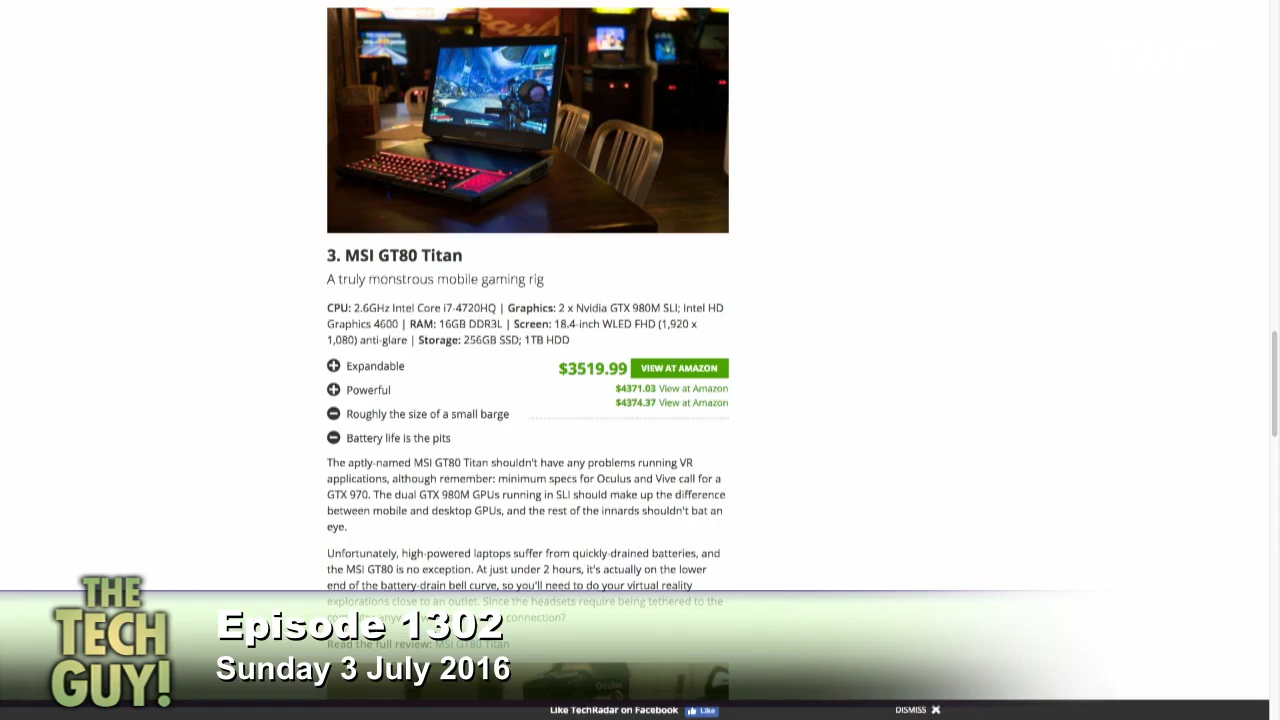 3. MSI GT80 Titan
A truly monstrous mobile gaming rig
CPU: 2.6GHz Intel Core i7-4720HQ | Graphics: 2 x Nvidia GTX 980M SLI; Intel HD
Graphics 4600 | RAM: 16GB DDR3L | Screen: 18.4-inch WLED FHD (1,920 x
1,080) anti-glare | Storage: 256GB SSD; 1TB HDD
Expandable
Powerful
Roughly the size of a small barge
Battery life is the pits
$3519.99 VIEW AT AMAZON
$4371.03 View at Amazon
$4374.37 View at Amazon
The aptly-named MSI GT80 Titan shouldn't have any problems running VR
applications, although remember: minimum specs for Oculus and Vive call for a
GTX 970. The dual GTX 980M GPUs running in SLI should make up the difference
between mobile and desktop GPUs, and the rest of the innards shouldn't bat an
eye.
Unfortunately, high-powered laptops suffer from quickly-drained batteries, and
the MSI GT80 is no exception. At just under 2 hours, it's actually on the lower
end of the battery-drain bell curve, so you'll need to do your virtual reality
explorations close to an outlet. Since the headsets require being tethered to the
connection?
Read the full review: MSI GT80 Titan
THE
TECH
GUY!
Episode 1302
Sunday 3 July 2016
Like TechRadar on Facebook Like
DISMISS